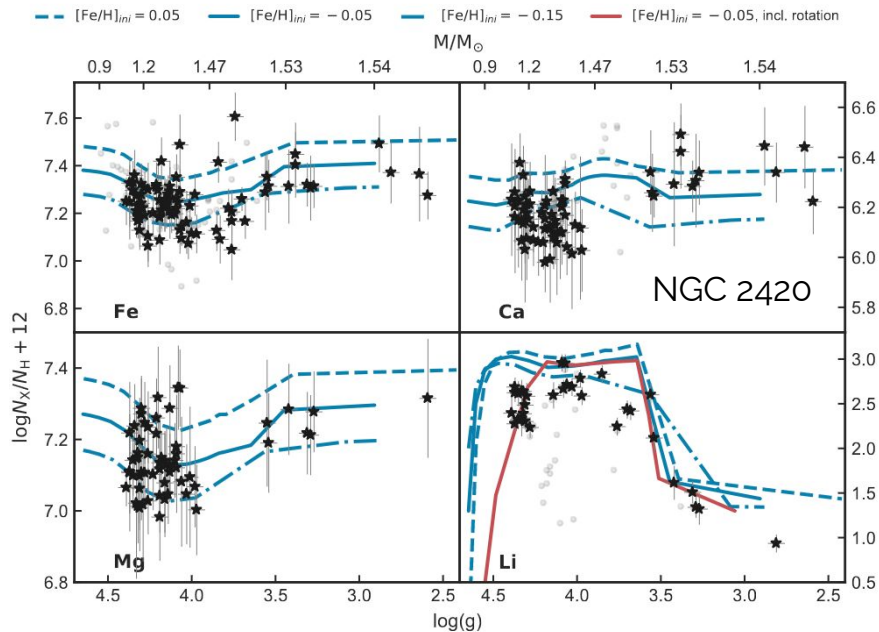 [Fe/H]ini = 0.05 [Fe/H]ini = −0.05 [Fe/H]ini = −0.15 [Fe/H]ini = −0.05, incl. rotation
M/M⊙
0.9 1.2 1.47 1.53 1.54 0.9 1.2 1.47 1.53 1.54
7.6
7.4
7.2
7.0
6.8
Fe
6.6
6.4
6.2
6.0
5.8
Ca
NGC 2420
logNX/NH + 12
7.4
7.2
7.0
6.8
Mg
3.0
2.5
2.0
1.5
1.0
0.5
Li
4.5 4.0 3.5 3.0 2.5 4.5 4.0 3.5 3.0 2.5
log(g)